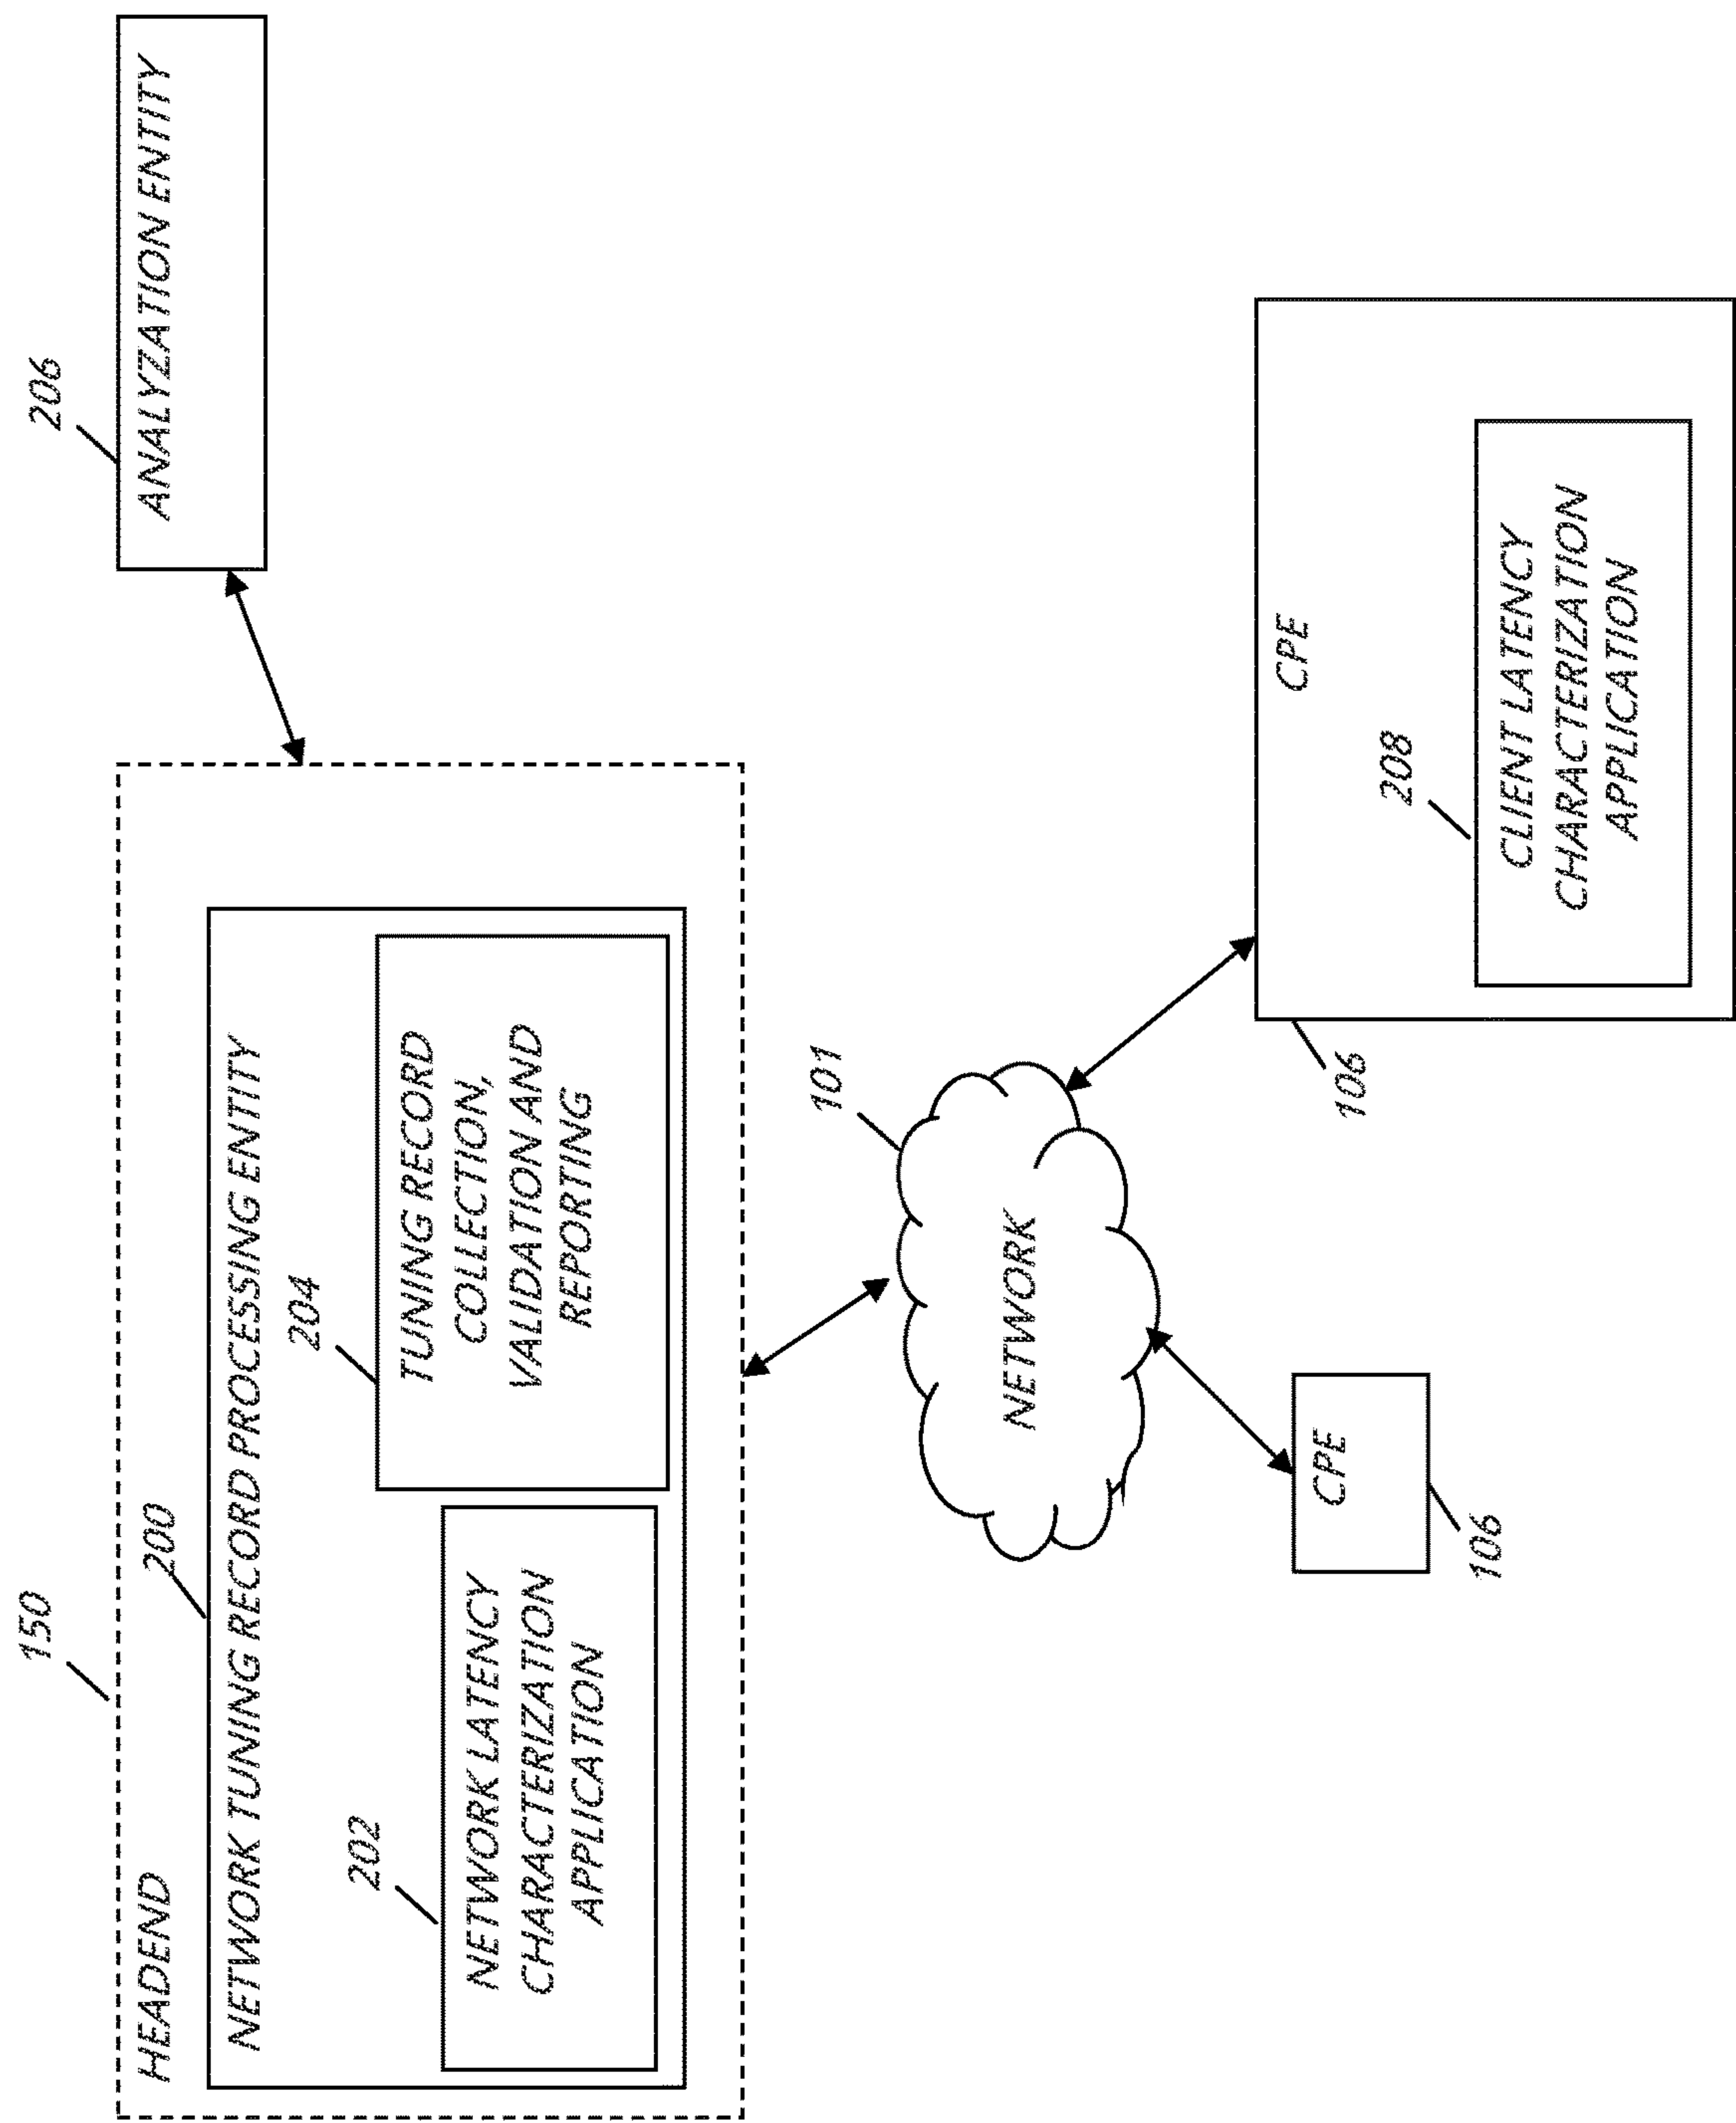 150
HEADEND
200
NETWORK TUNING RECORD PROCESSING ENTITY
202
NETWORK LATENCY
CHARACTERIZATION
APPLICATION
204
TUNING RECORD
COLLECTION,
VALIDATION AND
REPORTING
206
ANALYZATION ENTITY
101
NETWORK
CPE
106
106
CPE
208
CLIENT LATENCY
CHARACTERIZATION
APPLICATION